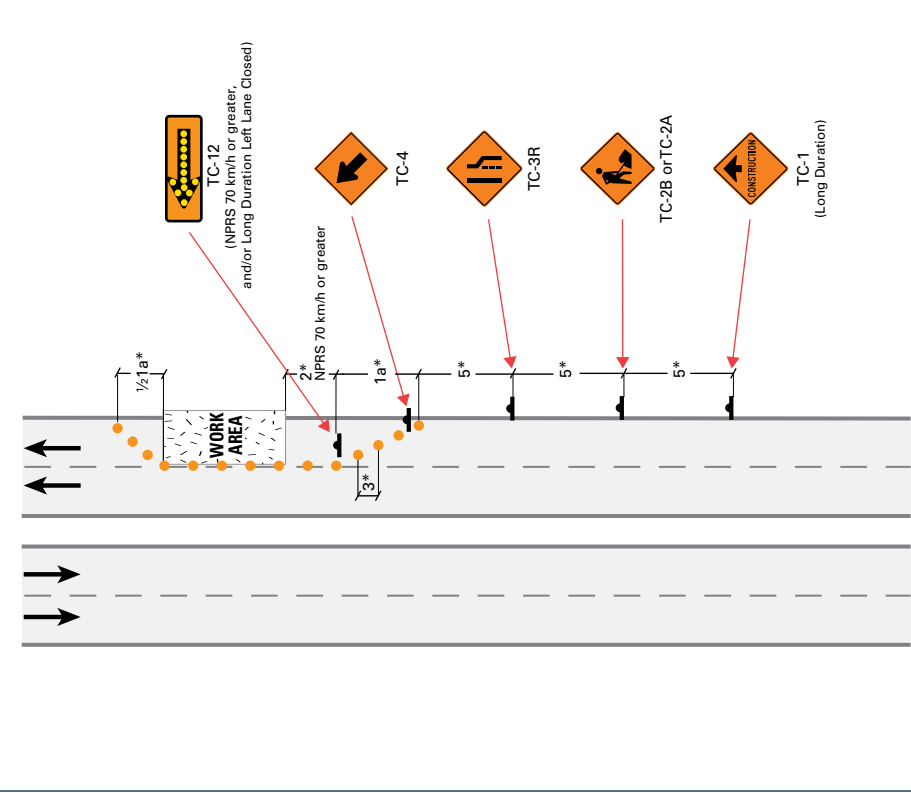 TC-12
(NPRS 70 km/h or greater,
and/or Long Duration Left Lane Closed)
TC-4
TC-3R
TC-2B or TC-2A
CONSTRUCTION
TC-1
(Long Duration)
½1a*
2*
NPRS 70 km/h or greater
1a*
5*
5*
5*
WORK
AREA
3*